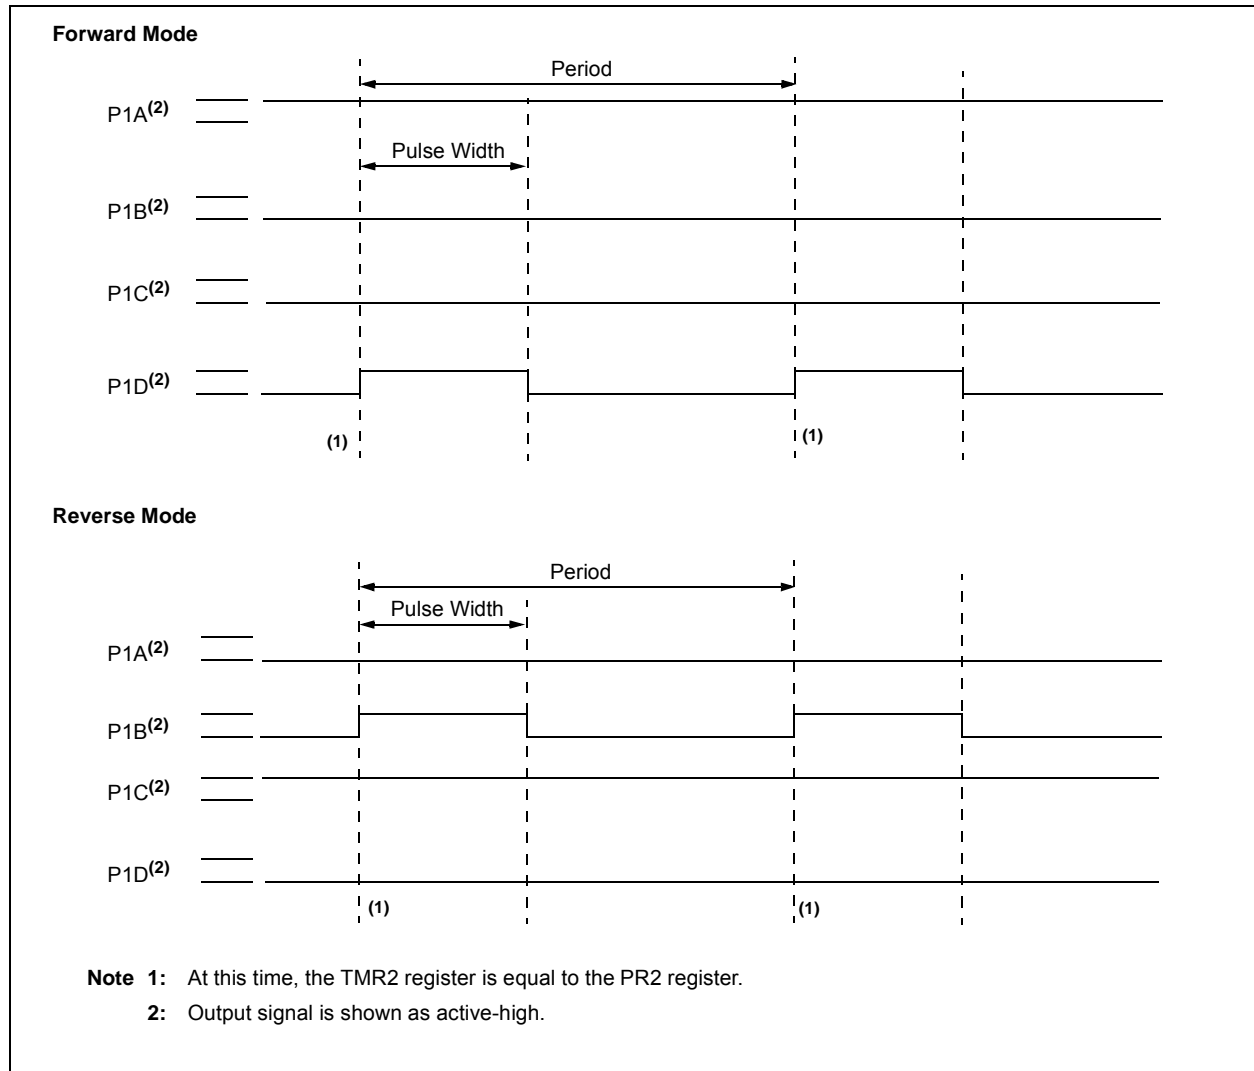 Forward Mode
Period
P1A(2)
Pulse Width
P1B(2)
P1C(2)
P1D(2)
(1)
(1)
Reverse Mode
Period
Pulse Width
P1A(2)
P1B(2)
P1C(2)
P1D(2)
(1)
(1)
Note 1: At this time, the TMR2 register is equal to the PR2 register.
2: Output signal is shown as active-high.